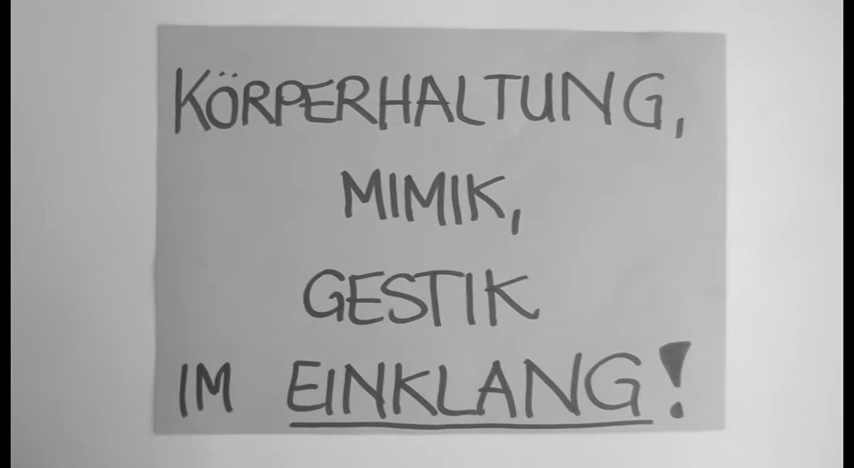 KÖRPERHALTUNG,
MIMIK,
GESTIK
IM EINKLANG!